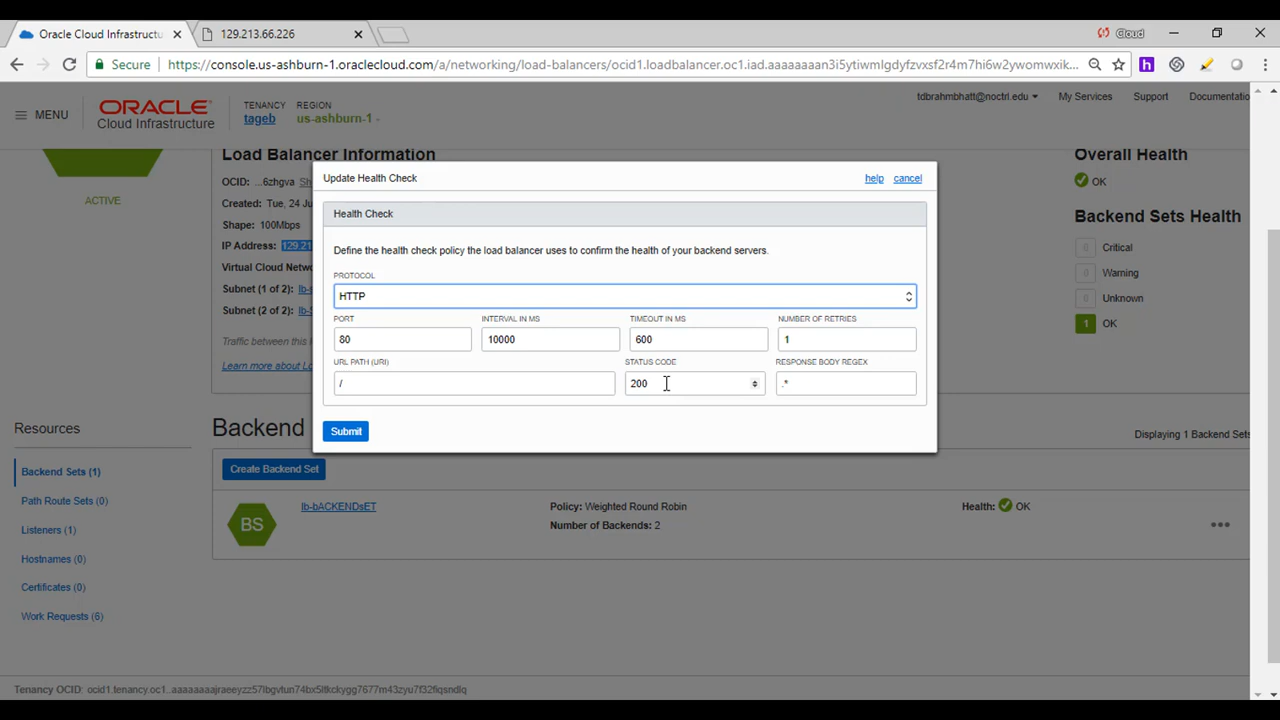 Oracle Cloud Infrastructu
129.213.66.226
Cloud
Secure
https://console.us-ashburn-1.oraclecloud.com/a/networking/load-balancers/ocid1.loadbalancer.oc1.iad.aaaaaaaan3i5ytiwmlgdyfzvxsf2r4m7hi6w2ywomwxik...
MENU
ORACLE
Cloud Infrastructure
TENANCY
tageb
REGION
us-ashburn-1
tdbrahmbhatt@noctrl.edu
My Services
Support
Documentatio
ACTIVE
Load Balancer Information
OCID: ...6zhgva
Created: Tue, 24 Ju
Shape: 100Mbps
IP Address: 129.21
Virtual Cloud Netwo
Subnet (1 of 2): lb-
Subnet (2 of 2): lb-
Traffic between this l
Learn more about Lo
Overall Health
OK
Backend Sets Health
0 Critical
0 Warning
0 Unknown
1 OK
Update Health Check
help
cancel
Health Check
Define the health check policy the load balancer uses to confirm the health of your backend servers.
PROTOCOL
HTTP
PORT
INTERVAL IN MS
TIMEOUT IN MS
NUMBER OF RETRIES
80
10000
600
1
URL PATH (URI)
STATUS CODE
RESPONSE BODY REGEX
/
200
.*
Submit
Resources
Backend Sets (1)
Path Route Sets (0)
Listeners (1)
Hostnames (0)
Certificates (0)
Work Requests (6)
Backend
Displaying 1 Backend Sets
Create Backend Set
BS
lb-bACKENDsET
Policy: Weighted Round Robin
Number of Backends: 2
Health: OK
Tenancy OCID: